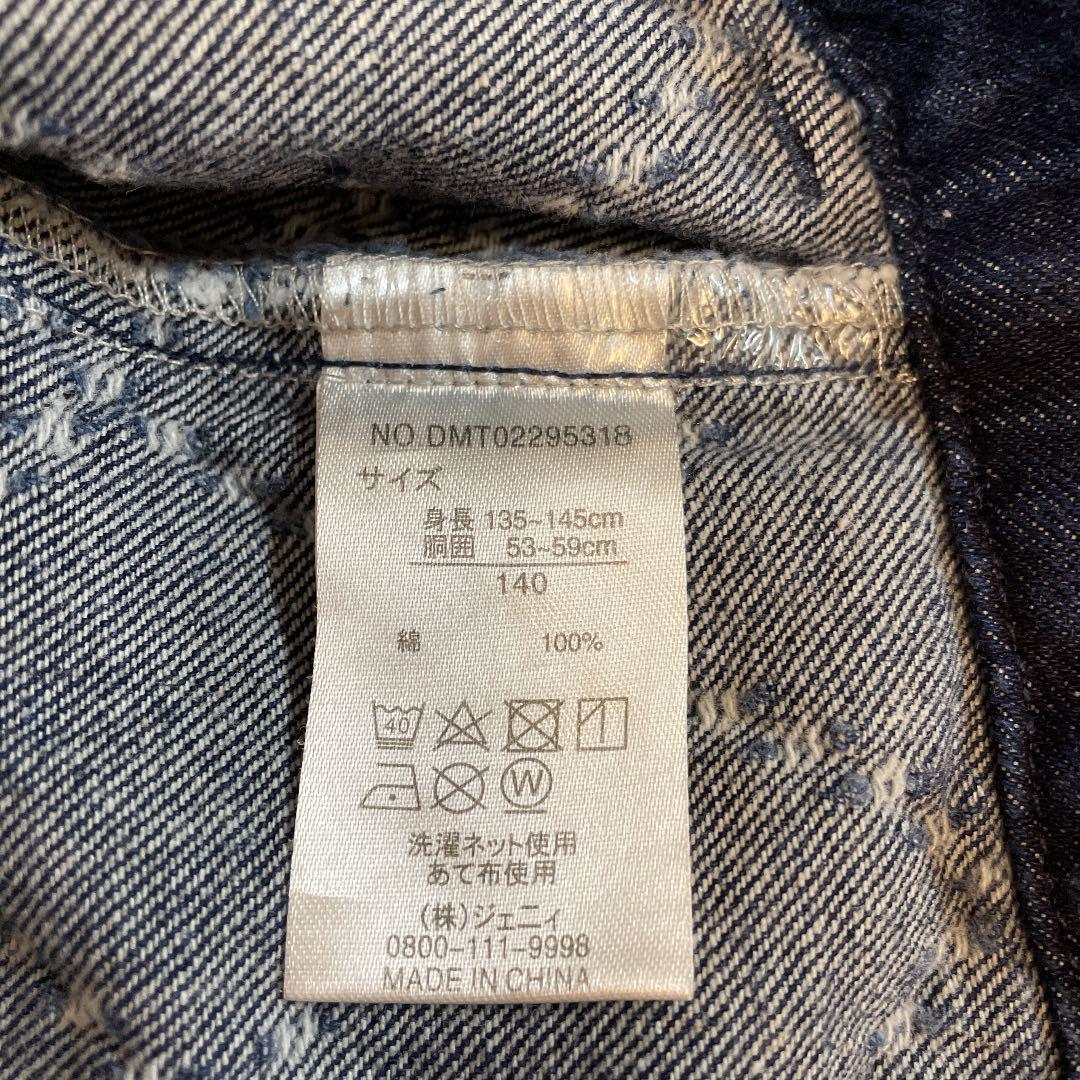 NO DMT02295318
サイズ
身長 135~145cm
胴囲 53~59cm
140
綿 100%
40
W
洗濯ネット使用
あて布使用
(株)ジェニィ
0800-111-9998
MADE IN CHINA